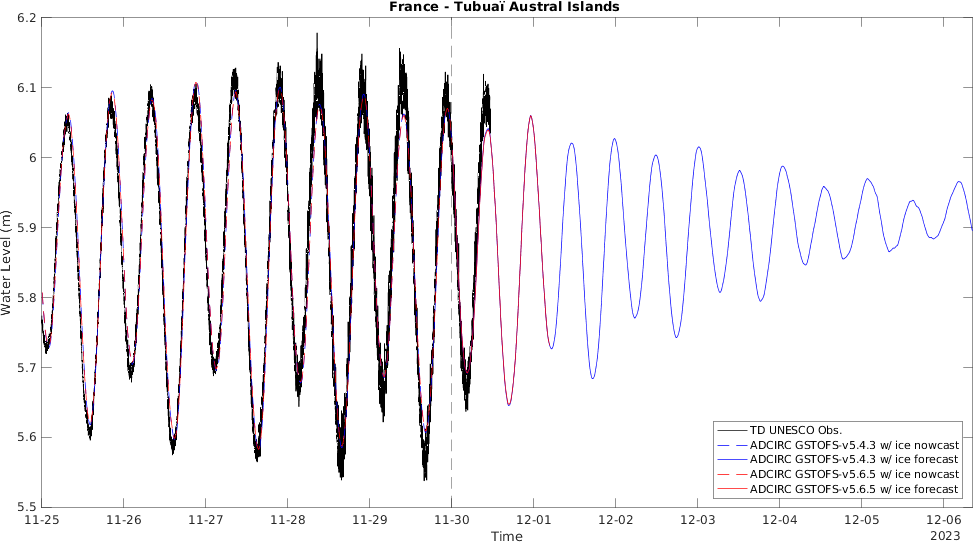 France - Tubuaï Austral Islands
6.2
6.1
6
5.9
5.8
5.7
5.6
5.5
Water Level (m)
11-25
11-26
11-27
11-28
11-29
11-30
12-01
12-02
12-03
12-04
12-05
12-06
2023
Time
TD UNESCO Obs.
ADCIRC GSTOFS-v5.4.3 w/ ice nowcast
ADCIRC GSTOFS-v5.4.3 w/ ice forecast
ADCIRC GSTOFS-v5.6.5 w/ ice nowcast
ADCIRC GSTOFS-v5.6.5 w/ ice forecast